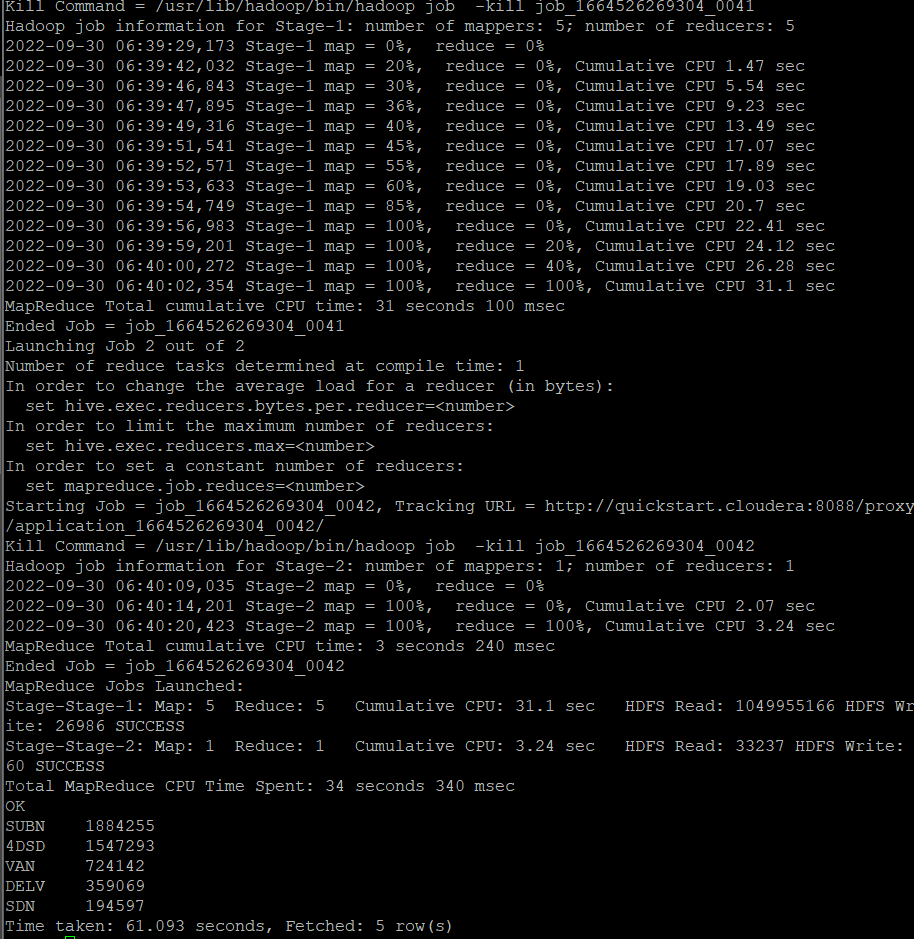 Kill Command = /usr/lib/hadoop/bin/hadoop job  -kill job_1664526269304_0041
Hadoop job information for Stage-1: number of mappers: 5; number of reducers: 5
2022-09-30 06:39:29,173 Stage-1 map = 0%,  reduce = 0%
2022-09-30 06:39:42,032 Stage-1 map = 20%,  reduce = 0%, Cumulative CPU 1.47 sec
2022-09-30 06:39:46,843 Stage-1 map = 30%,  reduce = 0%, Cumulative CPU 5.54 sec
2022-09-30 06:39:47,895 Stage-1 map = 36%,  reduce = 0%, Cumulative CPU 9.23 sec
2022-09-30 06:39:49,316 Stage-1 map = 40%,  reduce = 0%, Cumulative CPU 13.49 sec
2022-09-30 06:39:51,541 Stage-1 map = 45%,  reduce = 0%, Cumulative CPU 17.07 sec
2022-09-30 06:39:52,571 Stage-1 map = 55%,  reduce = 0%, Cumulative CPU 17.89 sec
2022-09-30 06:39:53,633 Stage-1 map = 60%,  reduce = 0%, Cumulative CPU 19.03 sec
2022-09-30 06:39:54,749 Stage-1 map = 85%,  reduce = 0%, Cumulative CPU 20.7 sec
2022-09-30 06:39:56,983 Stage-1 map = 100%,  reduce = 0%, Cumulative CPU 22.41 sec
2022-09-30 06:39:59,201 Stage-1 map = 100%,  reduce = 20%, Cumulative CPU 24.12 sec
2022-09-30 06:40:00,272 Stage-1 map = 100%,  reduce = 40%, Cumulative CPU 26.28 sec
2022-09-30 06:40:02,354 Stage-1 map = 100%,  reduce = 100%, Cumulative CPU 31.1 sec
MapReduce Total cumulative CPU time: 31 seconds 100 msec
Ended Job = job_1664526269304_0041
Launching Job 2 out of 2
Number of reduce tasks determined at compile time: 1
In order to change the average load for a reducer (in bytes):
  set hive.exec.reducers.bytes.per.reducer=<number>
In order to limit the maximum number of reducers:
  set hive.exec.reducers.max=<number>
In order to set a constant number of reducers:
  set mapreduce.job.reduces=<number>
Starting Job = job_1664526269304_0042, Tracking URL = http://quickstart.cloudera:8088/proxy
/application_1664526269304_0042/
Kill Command = /usr/lib/hadoop/bin/hadoop job  -kill job_1664526269304_0042
Hadoop job information for Stage-2: number of mappers: 1; number of reducers: 1
2022-09-30 06:40:09,035 Stage-2 map = 0%,  reduce = 0%
2022-09-30 06:40:14,201 Stage-2 map = 100%,  reduce = 0%, Cumulative CPU 2.07 sec
2022-09-30 06:40:20,423 Stage-2 map = 100%,  reduce = 100%, Cumulative CPU 3.24 sec
MapReduce Total cumulative CPU time: 3 seconds 240 msec
Ended Job = job_1664526269304_0042
MapReduce Jobs Launched:
Stage-Stage-1: Map: 5  Reduce: 5   Cumulative CPU: 31.1 sec   HDFS Read: 1049955166 HDFS Wr
ite: 26986 SUCCESS
Stage-Stage-2: Map: 1  Reduce: 1   Cumulative CPU: 3.24 sec   HDFS Read: 33237 HDFS Write:
60 SUCCESS
Total MapReduce CPU Time Spent: 34 seconds 340 msec
OK
SUBN    1884255
4DSD    1547293
VAN     724142
DELV    359069
SDN     194597
Time taken: 61.093 seconds, Fetched: 5 row(s)